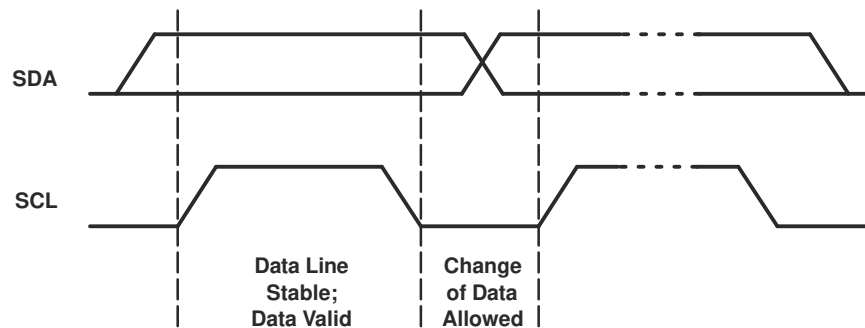 SDA
SCL
Data Line
Stable;
Data Valid
Change
of Data
Allowed